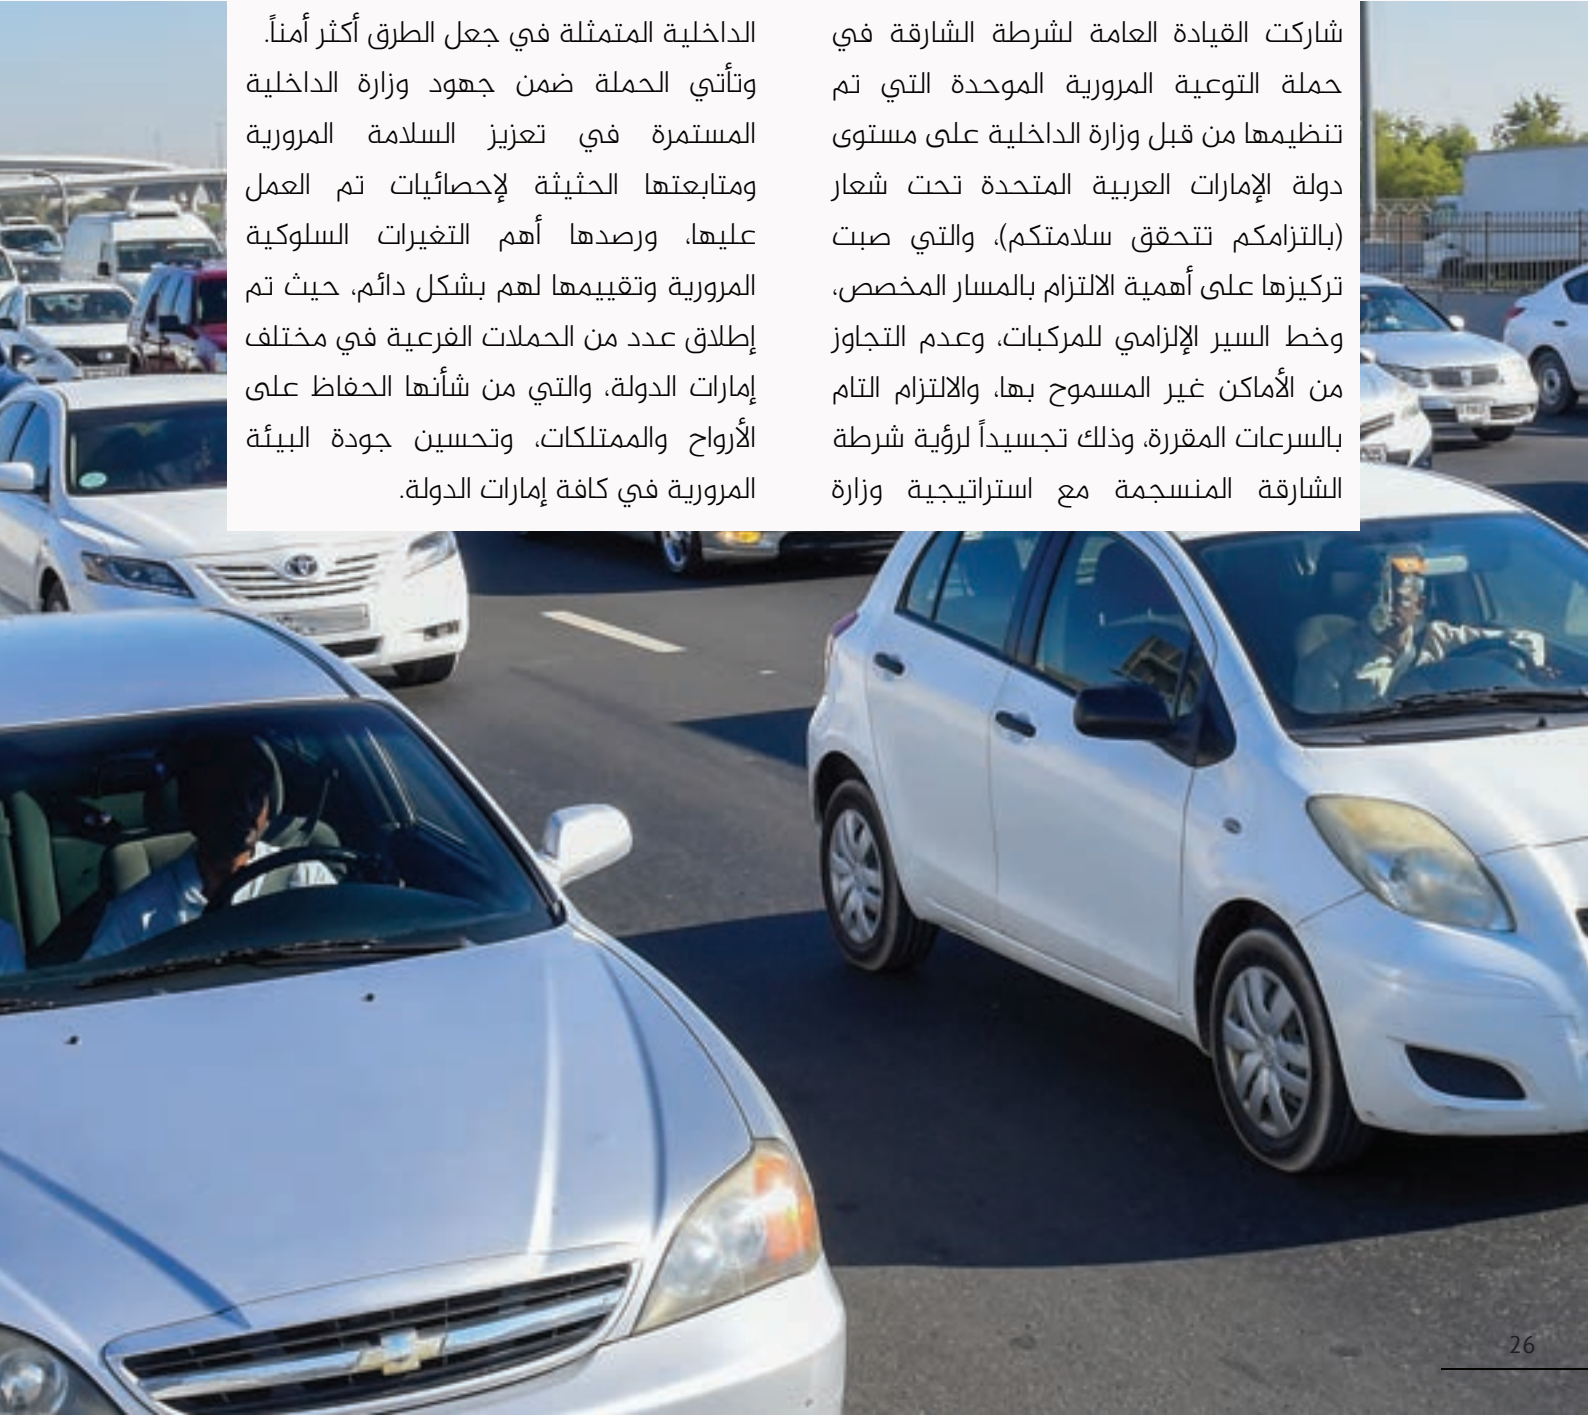 شاركت القيادة العامة لشرطة الشارقة في
حملة التوعية المرورية الموحدة التي تم
تنظيمها من قبل وزارة الداخلية على مستوى
دولة الإمارات العربية المتحدة تحت شعار
(بالتزامكم تتحقق سلامتكم)، والتي صبت
تركيزها على أهمية الالتزام بالمسار المخصص،
وخط السير الإلزامي للمركبات، وعدم التجاوز
من الأماكن غير المسموح بها، والالتزام التام
بالسرعات المقررة، وذلك تجسيداً لرؤية شرطة
الشارقة المنسجمة مع استراتيجية وزارة
الداخلية المتمثلة في جعل الطرق أكثر أمناً.
وتأتي الحملة ضمن جهود وزارة الداخلية
المستمرة في تعزيز السلامة المرورية
ومتابعتها الحثيثة لإحصائيات تم العمل
عليها، ورصدها أهم التغيرات السلوكية
المرورية وتقييمها لهم بشكل دائم، حيث تم
إطلاق عدد من الحملات الفرعية في مختلف
إمارات الدولة، والتي من شأنها الحفاظ على
الأرواح والممتلكات، وتحسين جودة البيئة
المرورية في كافة إمارات الدولة.
26